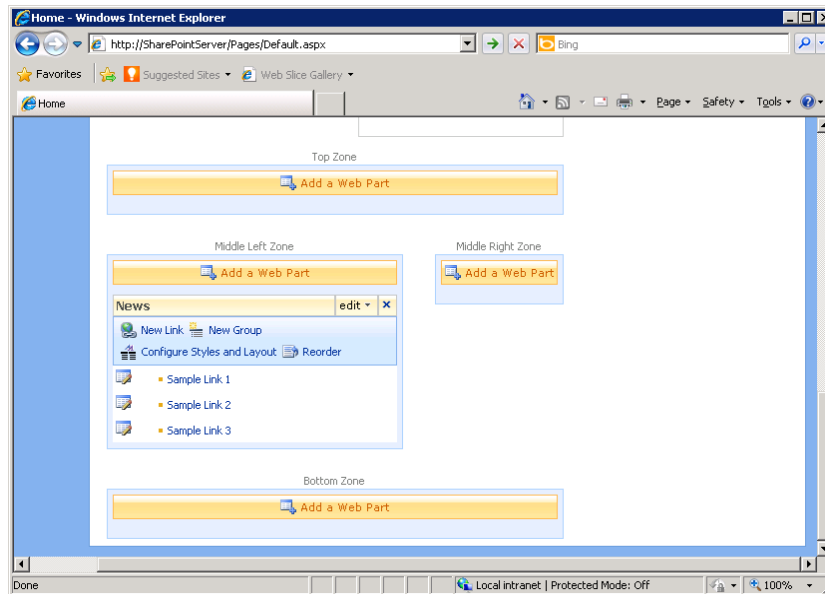 Home - Windows Internet Explorer
http://SharePointServer/Pages/Default.aspx
Bing
Favorites Suggested Sites Web Slice Gallery
Home Page Safety Tools
Top Zone
Add a Web Part
Middle Left Zone Middle Right Zone
Add a Web Part Add a Web Part
News edit
New Link New Group
Configure Styles and Layout Reorder
Sample Link 1
Sample Link 2
Sample Link 3
Bottom Zone
Add a Web Part
Done Local intranet | Protected Mode: Off 100%